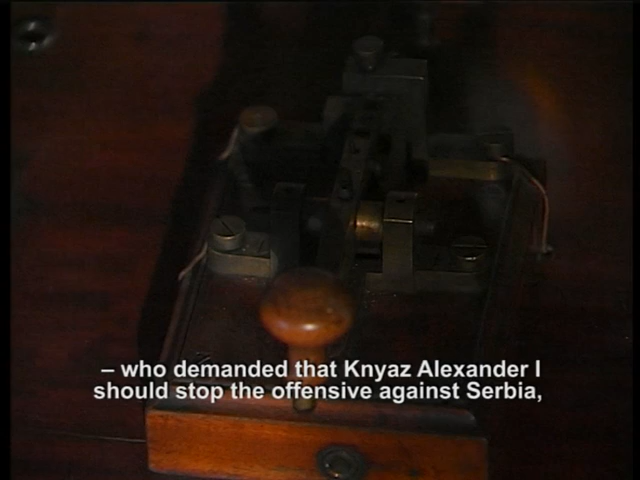 – who demanded that Knyaz Alexander I
should stop the offensive against Serbia,